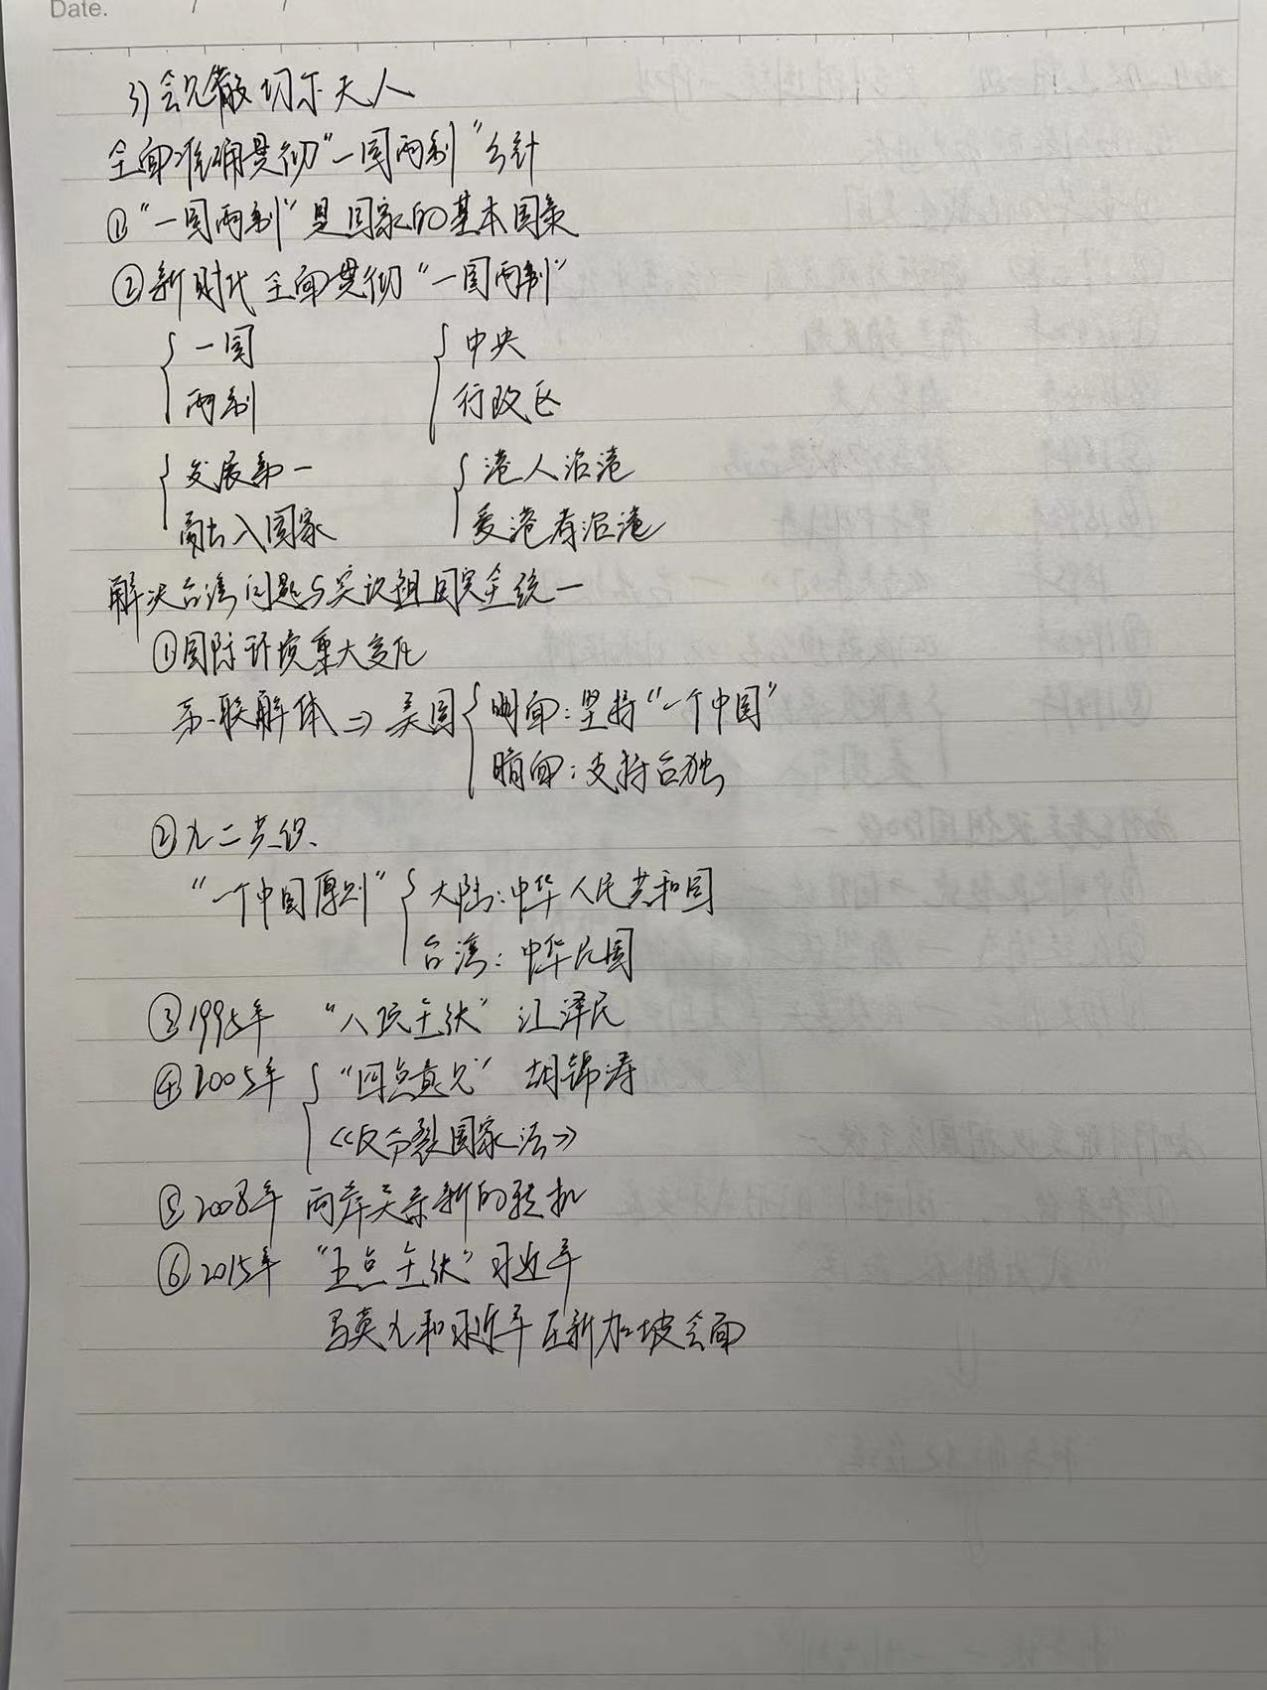 Date. / /
3) 会见撒切尔夫人
全面准确贯彻“一国两制”方针
①“一国两制”是国家的基本国策
②新时代全面贯彻“一国两制”
一国 中央
两制 行政区
发展第一 港人治港
融入国家 爱港者治港
解决台湾问题与实现祖国完全统一
①国际环境重大变化
苏联解体⇒美国 明面:坚持“一个中国”
暗面:支持台独
②九二共识.
“一个中国原则” 大陆:中华人民共和国
台湾:中华民国
③1995年 “八项主张” 江泽民
④2005年 “四点意见” 胡锦涛
《反分裂国家法》
⑤2008年 两岸关系新的转机
⑥2015年 “五点主张” 习近平
马英九和习近平在新加坡会面